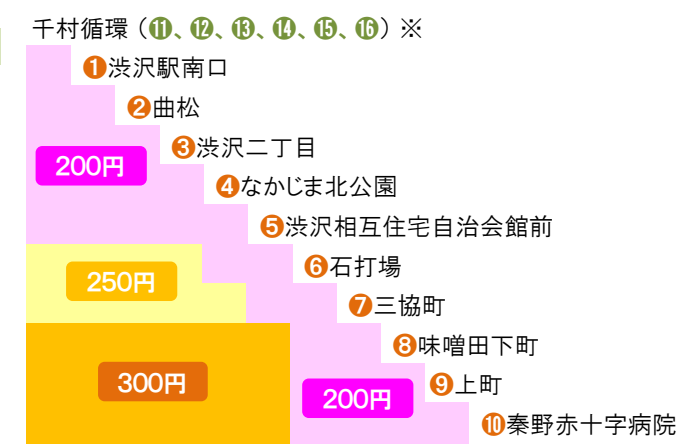 千村循環（⑪、⑫、⑬、⑭、⑮、⑯）※
❶渋沢駅南口
❷曲松
❸渋沢二丁目
200円
❹なかじま北公園
❺渋沢相互住宅自治会館前
❻石打場
250円
❼三協町
❽味噌田下町
300円
❾上町
200円
❿秦野赤十字病院